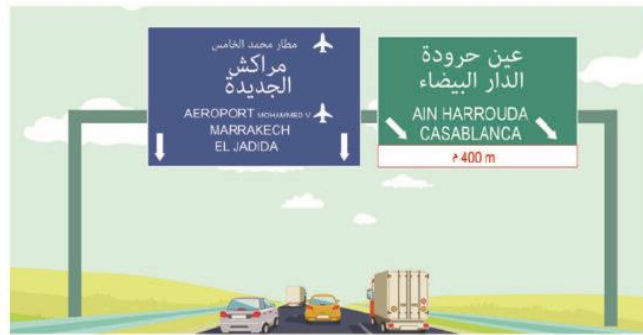 مطار محمد الخامس
مراكش
الجديدة
AEROPORT MOHAMMED V
MARRAKECH
EL JADIDA
عين حرودة
الدار البيضاء
AIN HARROUDA
CASABLANCA
400 m م